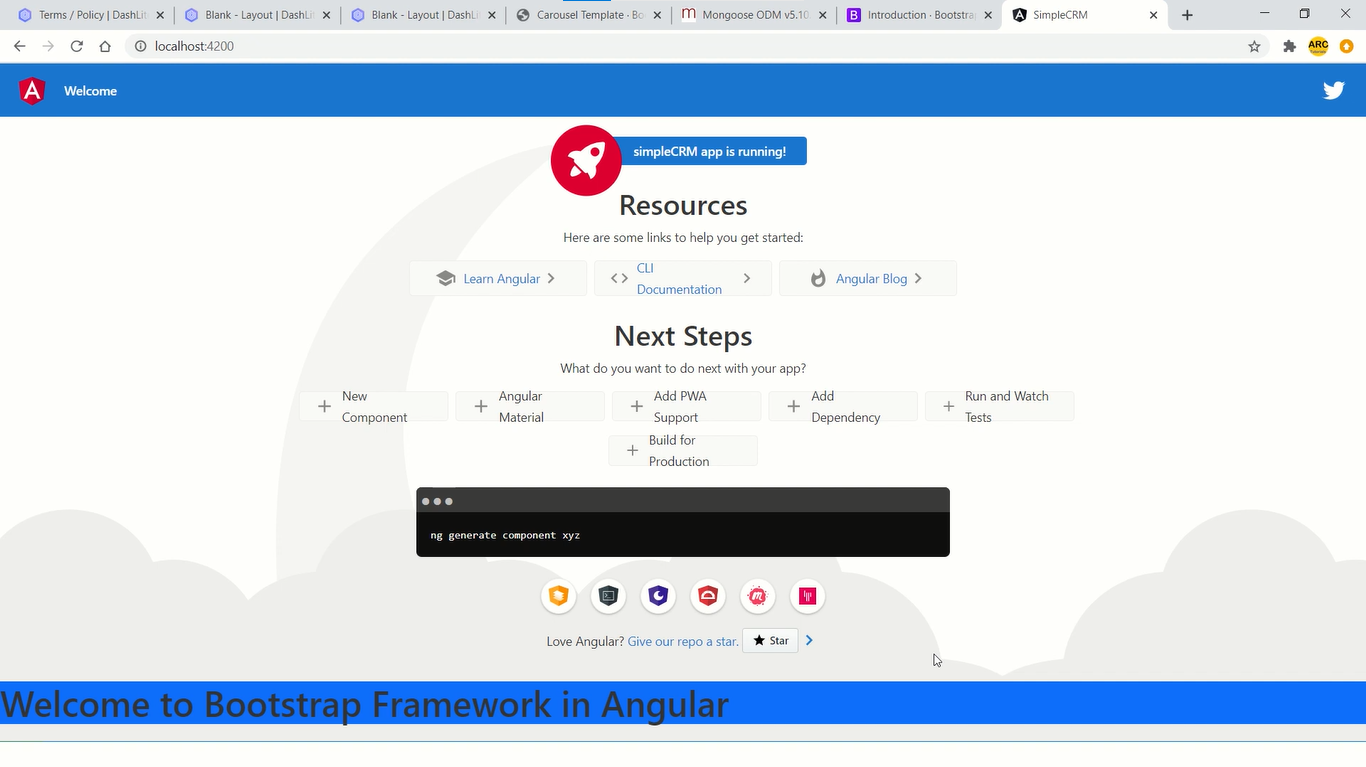 Terms / Policy | DashLit
Blank - Layout | DashLi
Blank - Layout | DashLi
Carousel Template · Bo
Mongoose ODM v5.10
Introduction · Bootstrap
SimpleCRM
localhost:4200
ARC
Welcome
simpleCRM app is running!
Resources
Here are some links to help you get started:
Learn Angular
CLI
Documentation
Angular Blog
Next Steps
What do you want to do next with your app?
New
Component
Angular
Material
Add PWA
Support
Add
Dependency
Run and Watch
Tests
Build for
Production
ng generate component xyz
Love Angular? Give our repo a star. Star
Welcome to Bootstrap Framework in Angular